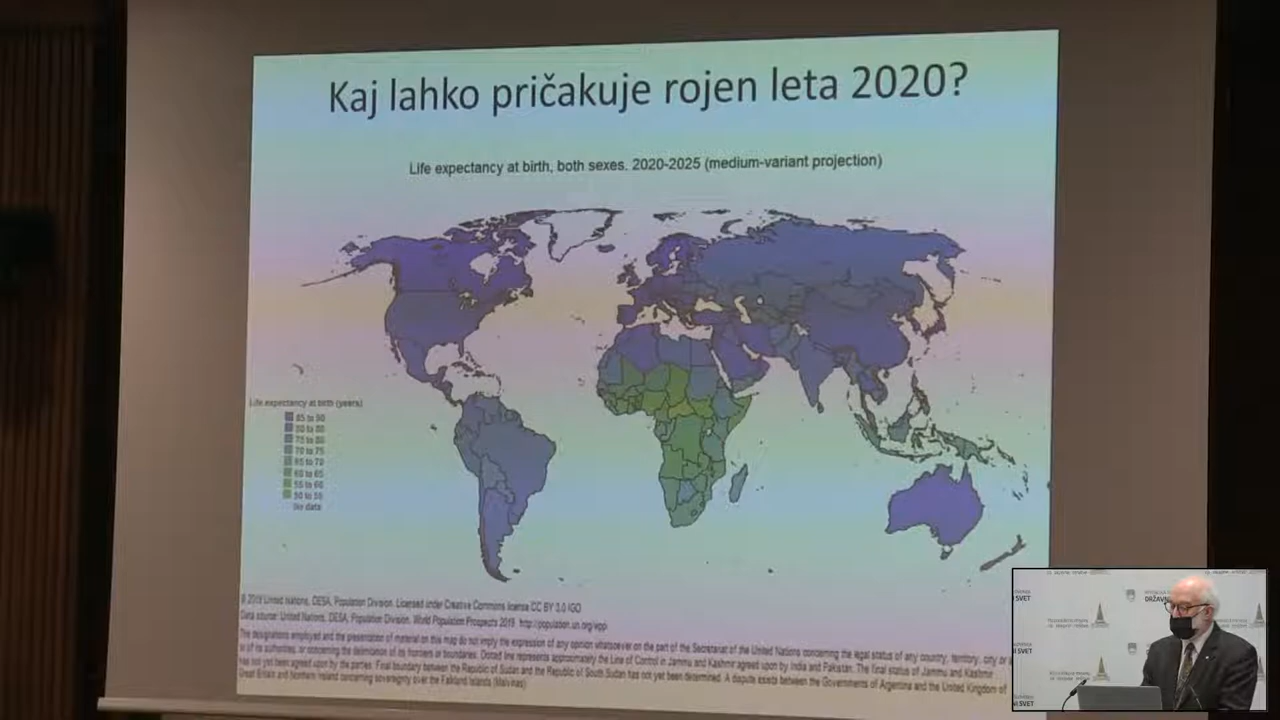 Kaj lahko pričakuje rojen leta 2020?
Life expectancy at birth, both sexes. 2020-2025 (medium-variant projection)
Life expectancy at birth (years)
85 to 90
80 to 85
75 to 80
70 to 75
65 to 70
60 to 65
55 to 60
50 to 55
No data
© 2019 United Nations, DESA, Population Division. Licensed under Creative Commons license CC BY 3.0 IGO
Data source: United Nations, DESA, Population Division. World Population Prospects 2019. http://population.un.org/wpp
The designations employed and the presentation of material on this map do not imply the expression of any opinion whatsoever on the part of the Secretariat of the United Nations concerning the legal status of any country, territory, city or
of its authorities, or concerning the delimitation of its frontiers or boundaries. Dotted line represents approximately the Line of Control in Jammu and Kashmir agreed upon by India and Pakistan. The final status of Jammu and Kashmir
has not yet been agreed upon by the parties. Final boundary between the Republic of Sudan and the Republic of South Sudan has not yet been determined. A dispute exists between the Governments of Argentina and the United Kingdom of
Great Britain and Northern Ireland concerning sovereignty over the Falkland Islands (Malvinas).
SVET
DRŽAVN
SVET
SVET